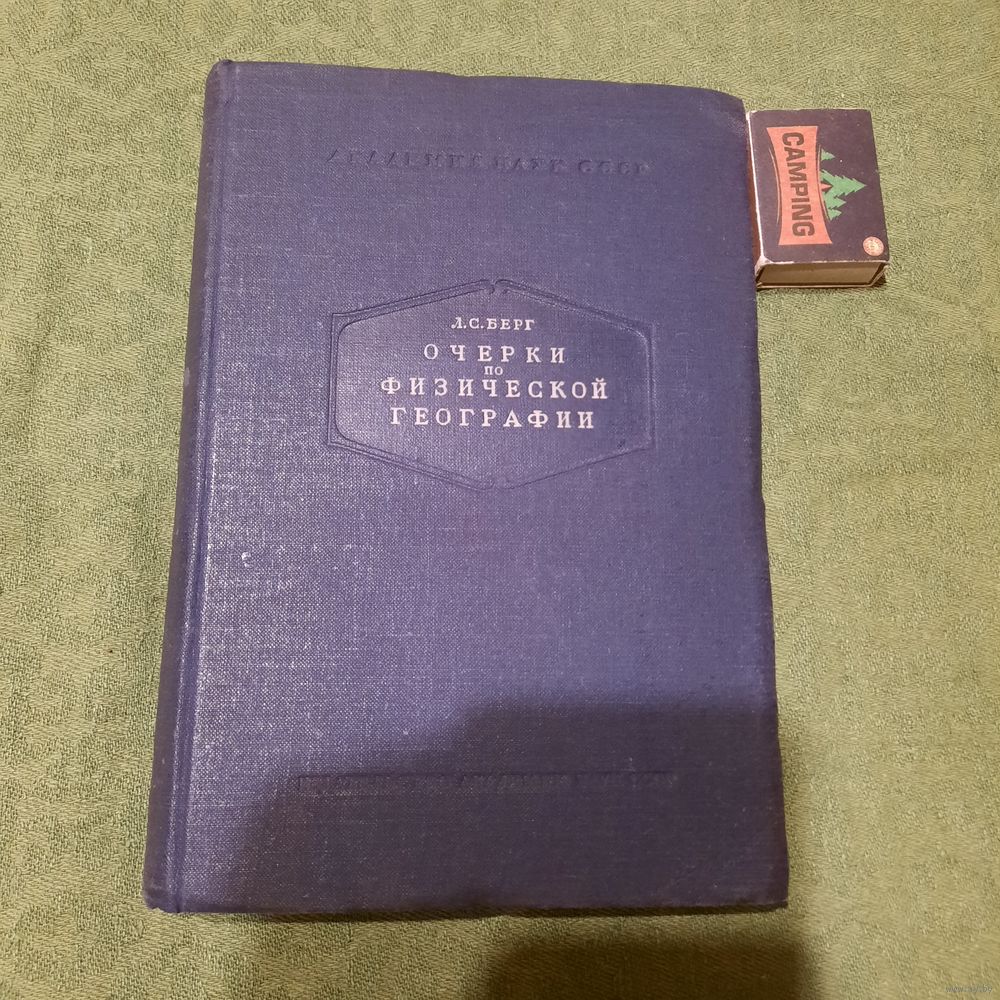 АКАДЕМИЯ НАУК СССР
Л.С.БЕРГ
ОЧЕРКИ
ПО
ФИЗИЧЕСКОЙ
ГЕОГРАФИИ
CAMPING